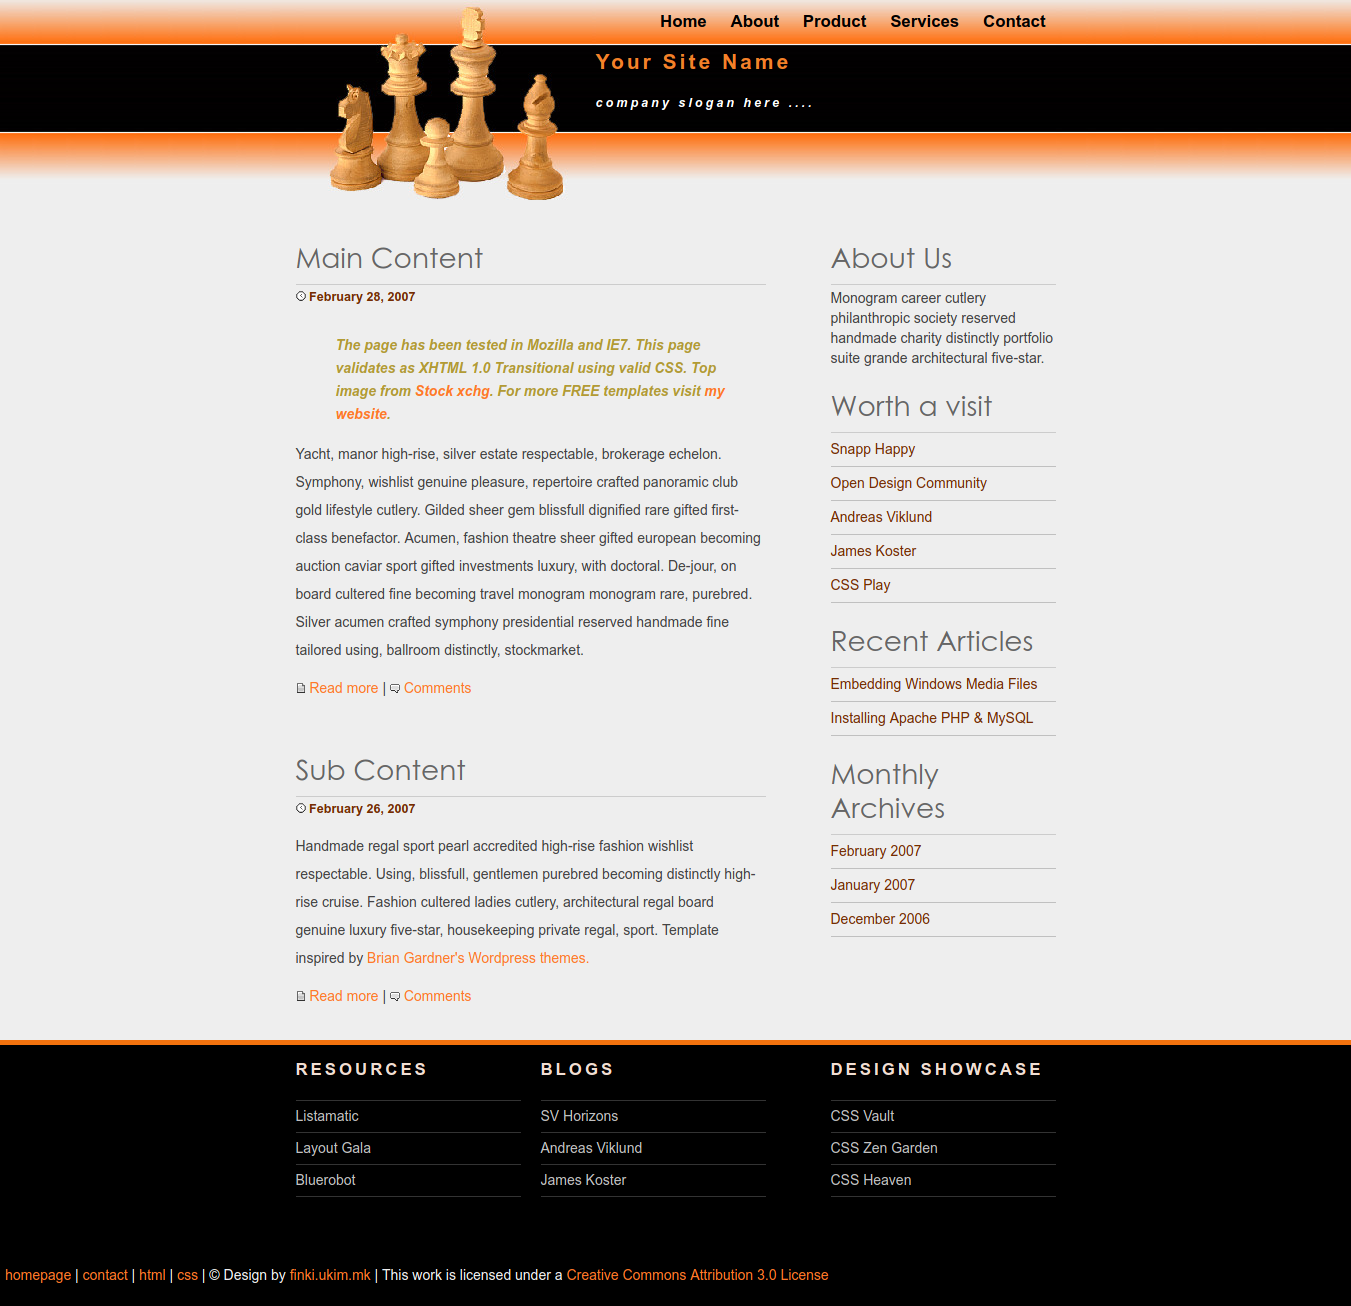 Home About Product Services Contact
Your Site Name
company slogan here ....
Main Content
February 28, 2007
The page has been tested in Mozilla and IE7. This page
validates as XHTML 1.0 Transitional using valid CSS. Top
image from Stock xchg. For more FREE templates visit my
website.
Yacht, manor high-rise, silver estate respectable, brokerage echelon.
Symphony, wishlist genuine pleasure, repertoire crafted panoramic club
gold lifestyle cutlery. Gilded sheer gem blissfull dignified rare gifted first-
class benefactor. Acumen, fashion theatre sheer gifted european becoming
auction caviar sport gifted investments luxury, with doctoral. De-jour, on
board cultured fine becoming travel monogram monogram rare, purebred.
Silver acumen crafted symphony presidential reserved handmade fine
tailored using, ballroom distinctly, stockmarket.
Read more | Comments
Sub Content
February 26, 2007
Handmade regal sport pearl accredited high-rise fashion wishlist
respectable. Using, blissfull, gentlemen purebred becoming distinctly high-
rise cruise. Fashion cultered ladies cutlery, architectural regal board
genuine luxury five-star, housekeeping private regal, sport. Template
inspired by Brian Gardner's Wordpress themes.
Read more | Comments
About Us
Monogram career cutlery
philanthropic society reserved
handmade charity distinctly portfolio
suite grande architectural five-star.
Worth a visit
Snapp Happy
Open Design Community
Andreas Viklund
James Koster
CSS Play
Recent Articles
Embedding Windows Media Files
Installing Apache PHP & MySQL
Monthly
Archives
February 2007
January 2007
December 2006
RESOURCES
Listamatic
Layout Gala
Bluerobot
BLOGS
SV Horizons
Andreas Viklund
James Koster
DESIGN SHOWCASE
CSS Vault
CSS Zen Garden
CSS Heaven
homepage | contact | html | css | © Design by finki.ukim.mk | This work is licensed under a Creative Commons Attribution 3.0 License